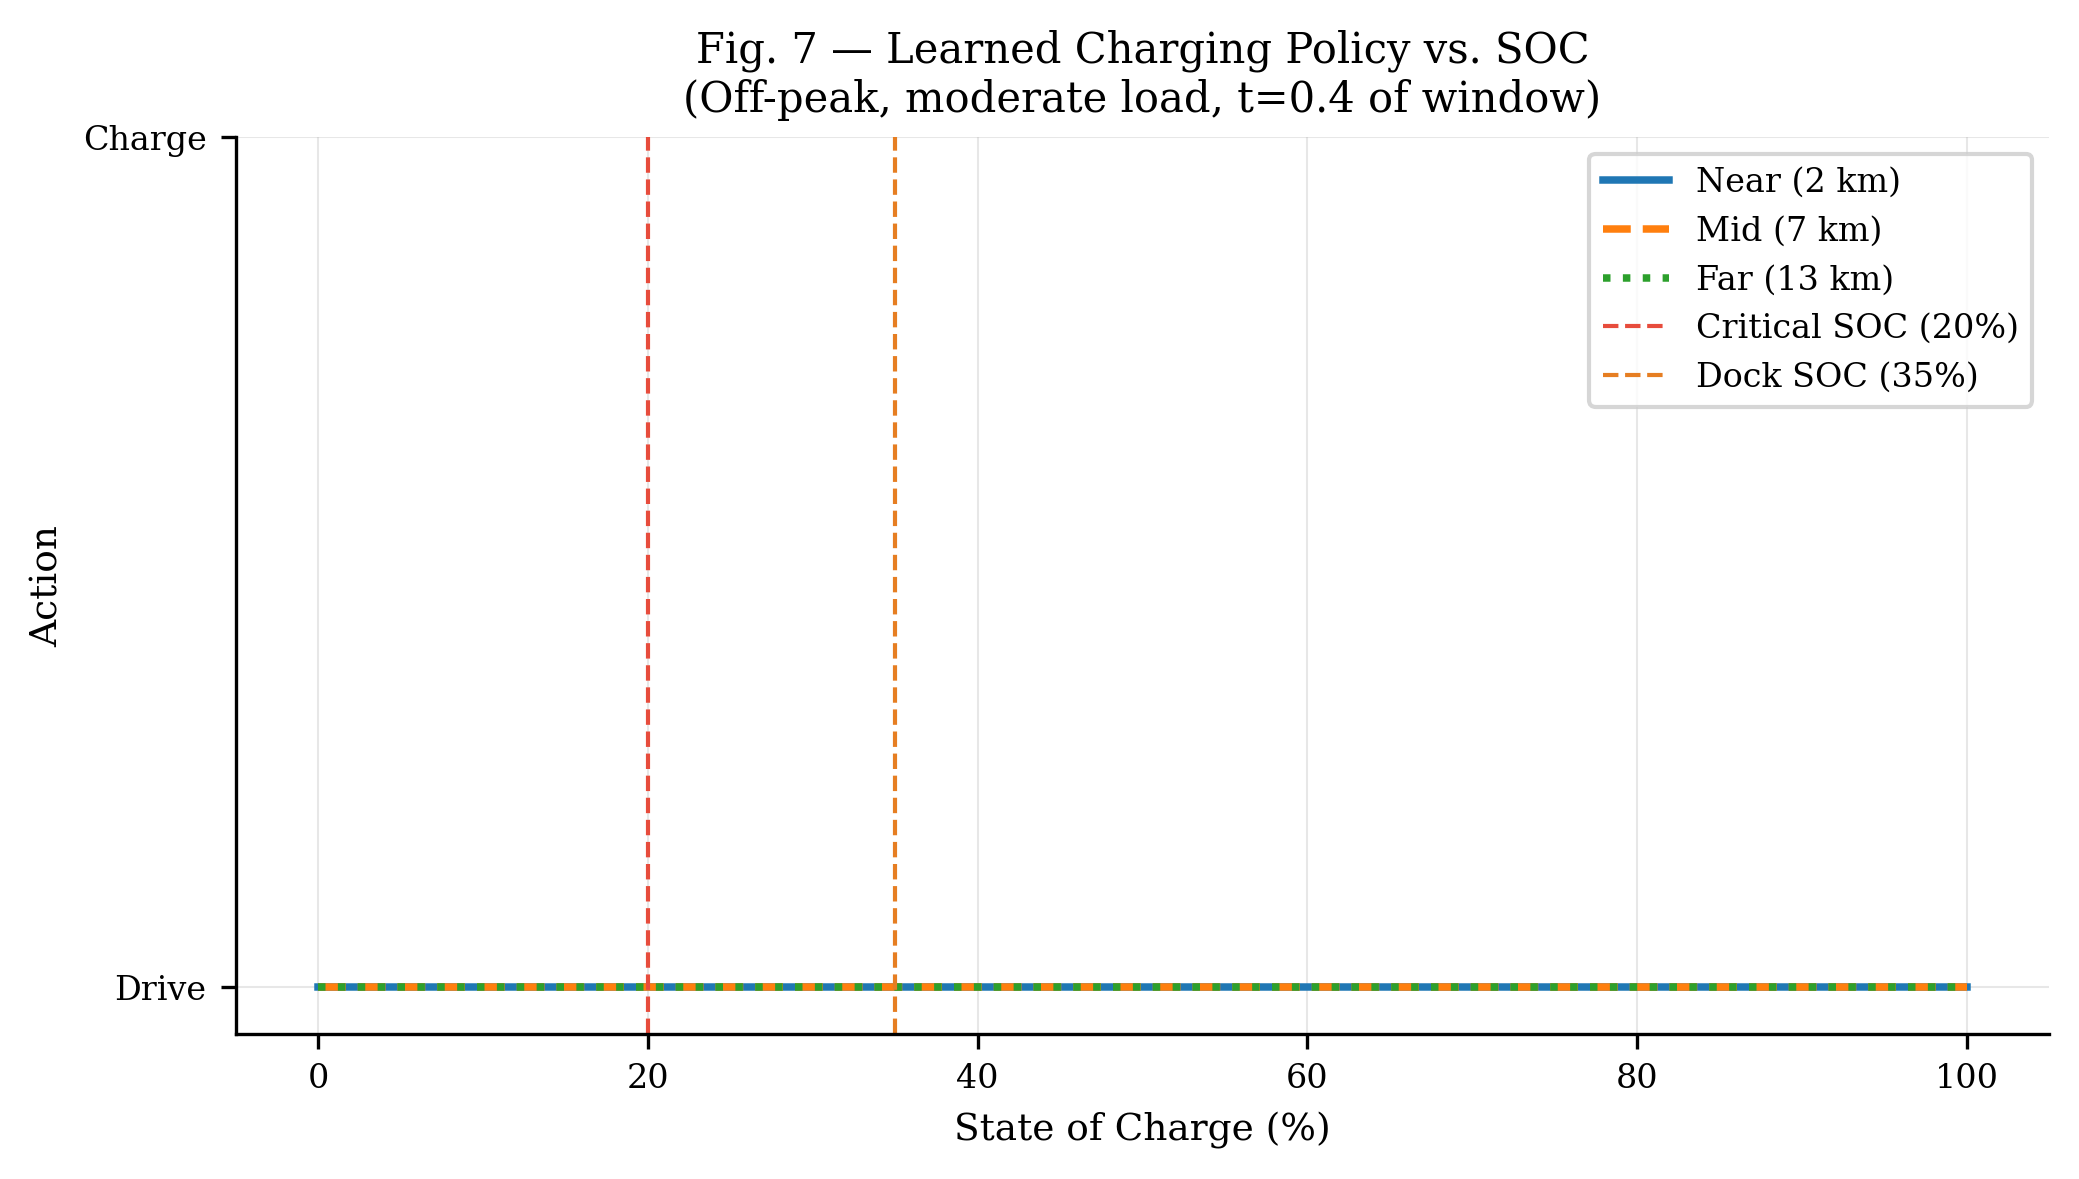 Fig. 7 — Learned Charging Policy vs. SOC
(Off-peak, moderate load, t=0.4 of window)
Charge
Drive
Action
Near (2 km)
Mid (7 km)
Far (13 km)
Critical SOC (20%)
Dock SOC (35%)
0 20 40 60 80 100
State of Charge (%)